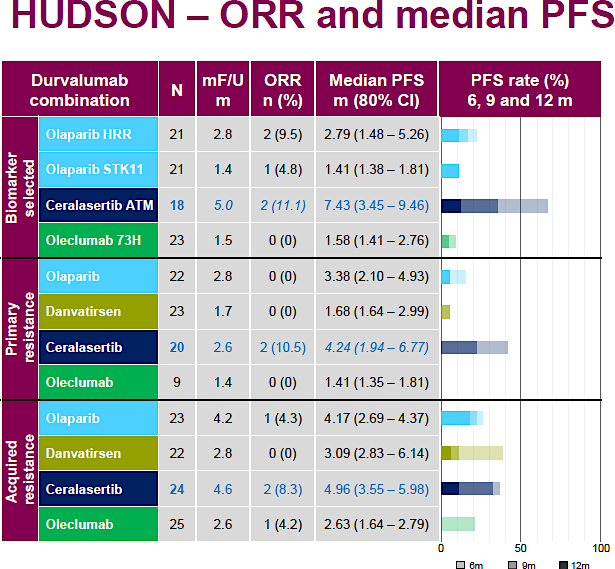 HUDSON – ORR and median PFS
Durvalumab combination N mF/U m ORR n (%) Median PFS m (80% CI) PFS rate (%) 6, 9 and 12 m
Biomarker selected
Olaparib HRR 21 2.8 2 (9.5) 2.79 (1.48 – 5.26)
Olaparib STK11 21 1.4 1 (4.8) 1.41 (1.38 – 1.81)
Ceralasertib ATM 18 5.0 2 (11.1) 7.43 (3.45 – 9.46)
Oleclumab 73H 23 1.5 0 (0) 1.58 (1.41 – 2.76)
Primary resistance
Olaparib 22 2.8 0 (0) 3.38 (2.10 – 4.93)
Danvatirsen 23 1.7 0 (0) 1.68 (1.64 – 2.99)
Ceralasertib 20 2.6 2 (10.5) 4.24 (1.94 – 6.77)
Oleclumab 9 1.4 0 (0) 1.41 (1.35 – 1.81)
Acquired resistance
Olaparib 23 4.2 1 (4.3) 4.17 (2.69 – 4.37)
Danvatirsen 22 2.8 0 (0) 3.09 (2.83 – 6.14)
Ceralasertib 24 4.6 2 (8.3) 4.96 (3.55 – 5.98)
Oleclumab 25 2.6 1 (4.2) 2.63 (1.64 – 2.79)
0 50 100
6m 9m 12m